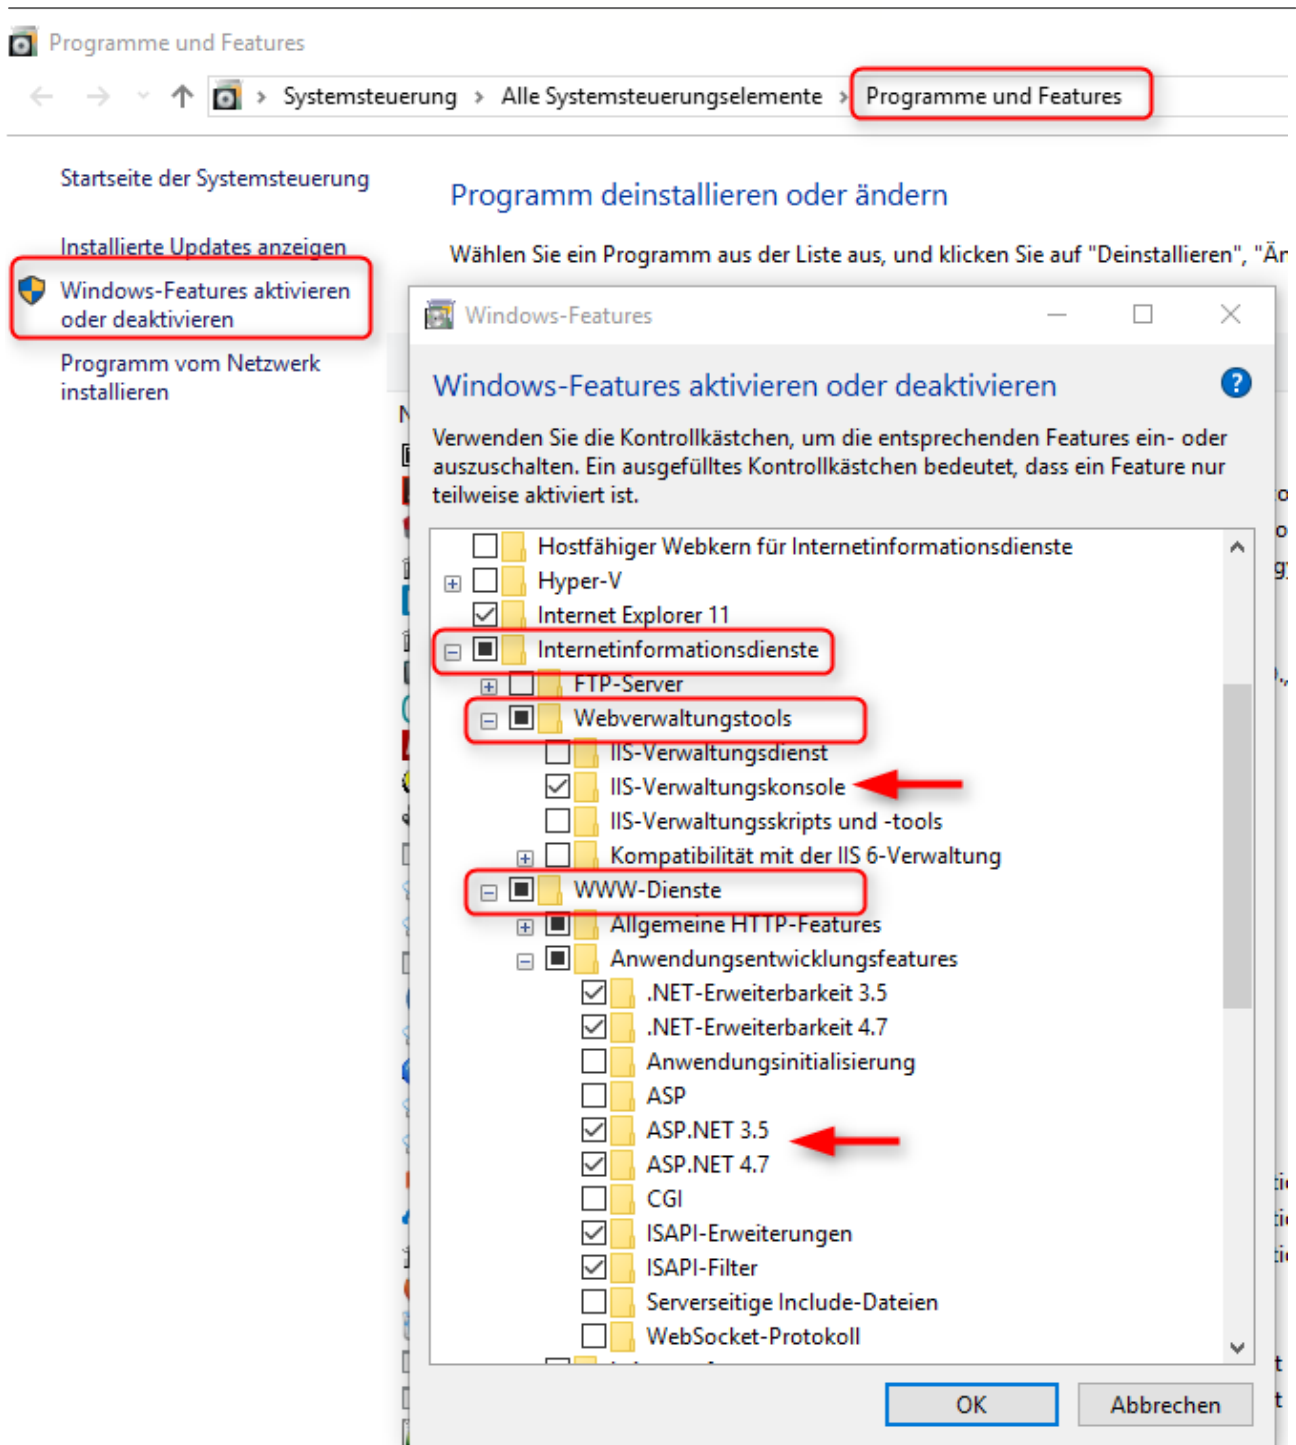 Programme und Features
Systemsteuerung > Alle Systemsteuerungselemente > Programme und Features
Startseite der Systemsteuerung
Programm deinstallieren oder ändern
Installierte Updates anzeigen
Wählen Sie ein Programm aus der Liste aus, und klicken Sie auf "Deinstallieren", "Än
Windows-Features aktivieren
oder deaktivieren
Programm vom Netzwerk
installieren
Windows-Features
Windows-Features aktivieren oder deaktivieren
Verwenden Sie die Kontrollkästchen, um die entsprechenden Features ein- oder
auszuschalten. Ein ausgefülltes Kontrollkästchen bedeutet, dass ein Feature nur
teilweise aktiviert ist.
Hostfähiger Webkern für Internetinformationsdienste
Hyper-V
Internet Explorer 11
Internetinformationsdienste
FTP-Server
Webverwaltungstools
IIS-Verwaltungsdienst
IIS-Verwaltungskonsole
IIS-Verwaltungsskripts und -tools
Kompatibilität mit der IIS 6-Verwaltung
WWW-Dienste
Allgemeine HTTP-Features
Anwendungsentwicklungsfeatures
.NET-Erweiterbarkeit 3.5
.NET-Erweiterbarkeit 4.7
Anwendungsinitialisierung
ASP
ASP.NET 3.5
ASP.NET 4.7
CGI
ISAPI-Erweiterungen
ISAPI-Filter
Serverseitige Include-Dateien
WebSocket-Protokoll
OK
Abbrechen